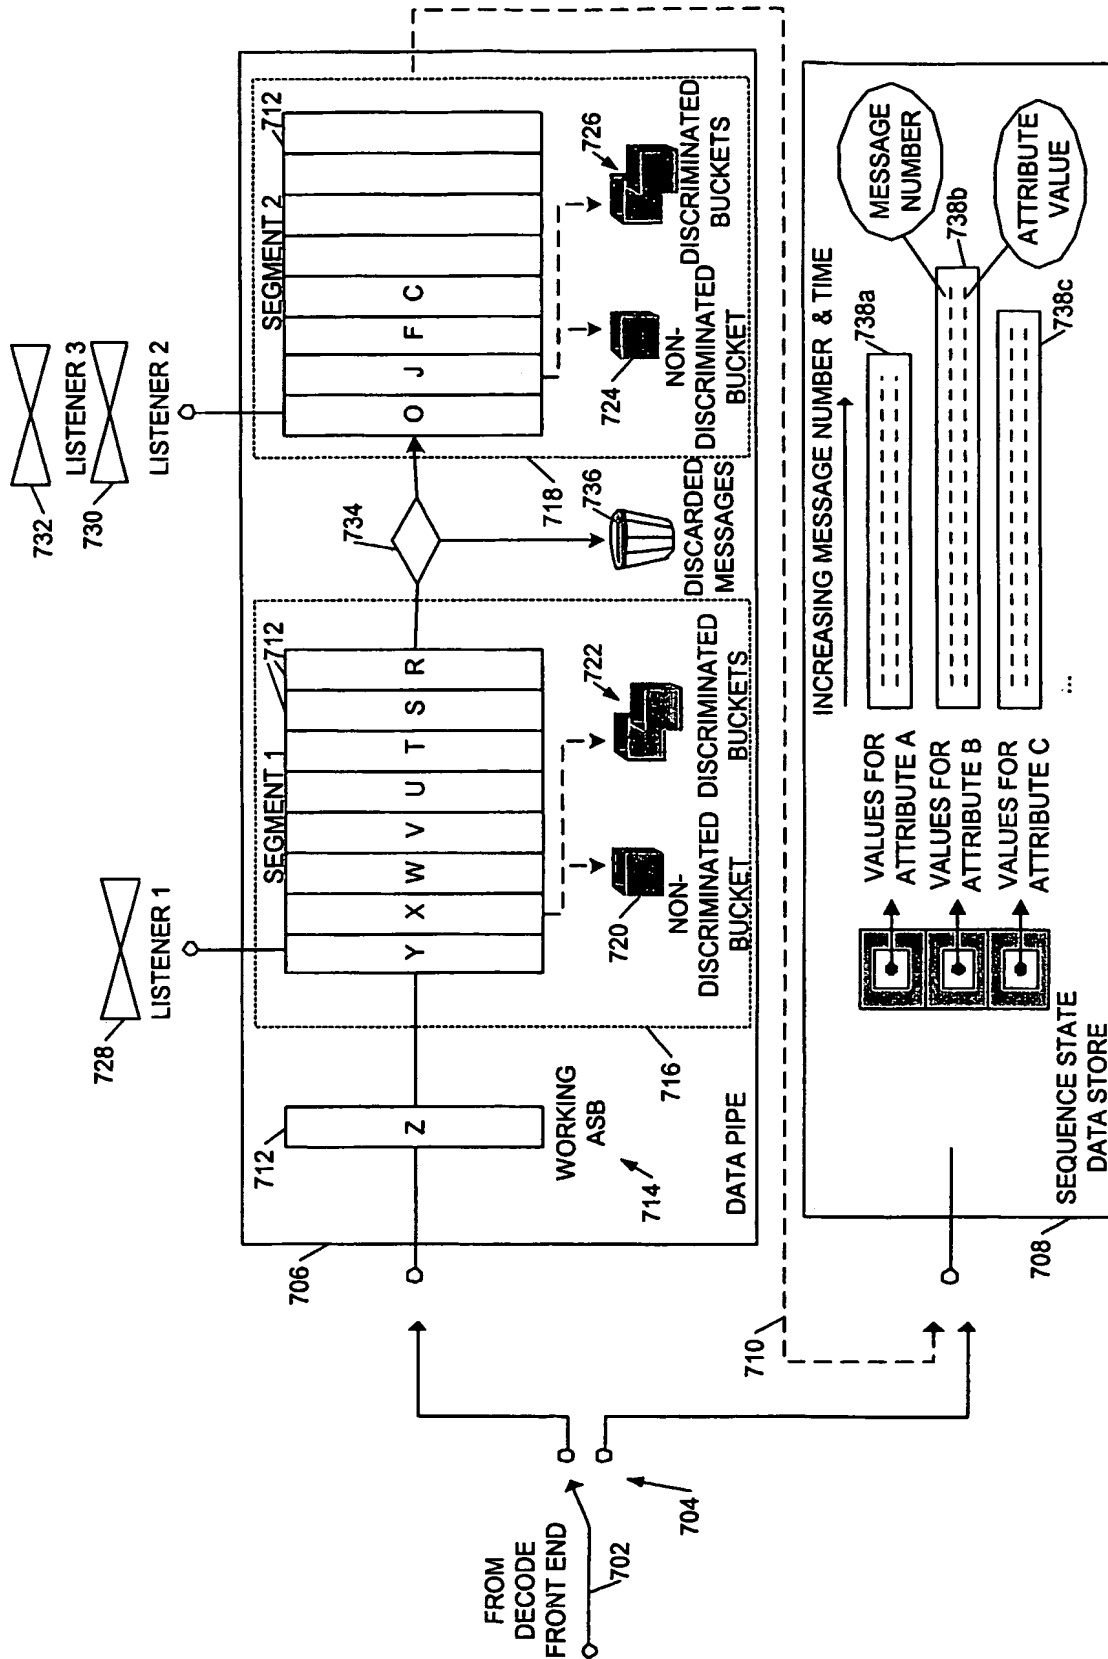 732
LISTENER 3
730
LISTENER 2
728
LISTENER 1
706
712
Z
WORKING
ASB
714
DATA PIPE
SEGMENT 1
712
Y
X
W
V
U
T
S
R
720
NON-
DISCRIMINATED
BUCKET
722
DISCRIMINATED
BUCKETS
716
734
736
DISCARDED
MESSAGES
718
SEGMENT 2
712
O
J
F
C
724
NON-
DISCRIMINATED
BUCKET
726
DISCRIMINATED
BUCKETS
FROM
DECODE
FRONT END
702
704
710
708
SEQUENCE STATE
DATA STORE
VALUES FOR
ATTRIBUTE A
VALUES FOR
ATTRIBUTE B
VALUES FOR
ATTRIBUTE C
INCREASING MESSAGE NUMBER & TIME
738a
738b
738c
MESSAGE
NUMBER
ATTRIBUTE
VALUE
...